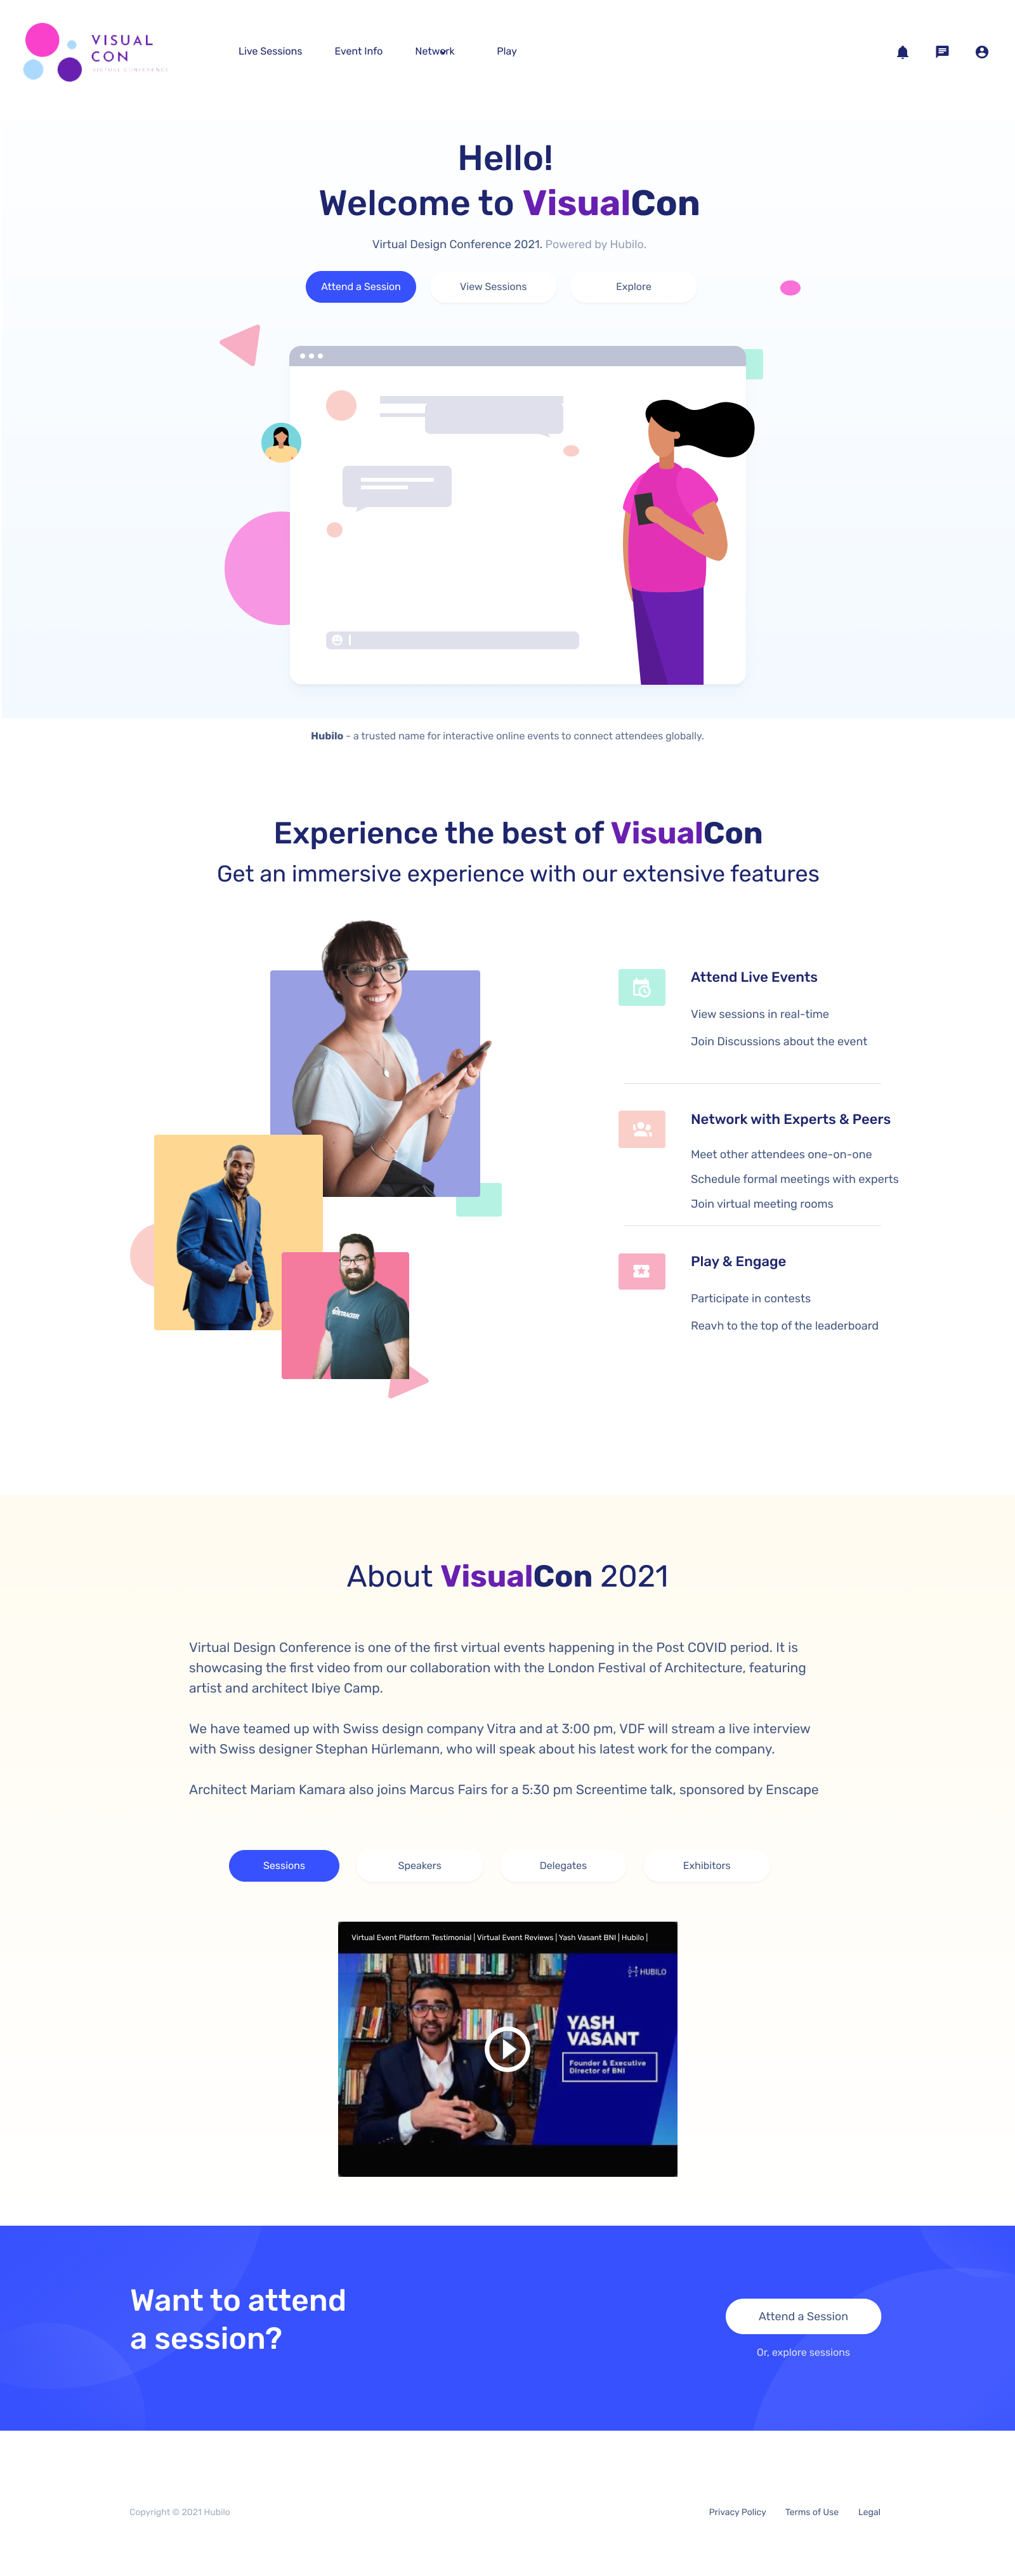 VISUAL
CON
VIRTUAL CONFERENCE
Live Sessions
Event Info
Network
Play
Hello!
Welcome to VisualCon
Virtual Design Conference 2021. Powered by Hubilo.
Attend a Session
View Sessions
Explore
Hubilo - a trusted name for interactive online events to connect attendees globally.
Experience the best of VisualCon
Get an immersive experience with our extensive features
Attend Live Events
View sessions in real-time
Join Discussions about the event
Network with Experts & Peers
Meet other attendees one-on-one
Schedule formal meetings with experts
Join virtual meeting rooms
Play & Engage
Participate in contests
Reavh to the top of the leaderboard
About VisualCon 2021
Virtual Design Conference is one of the first virtual events happening in the Post COVID period. It is
showcasing the first video from our collaboration with the London Festival of Architecture, featuring
artist and architect Ibiye Camp.
We have teamed up with Swiss design company Vitra and at 3:00 pm, VDF will stream a live interview
with Swiss designer Stephan Hürlemann, who will speak about his latest work for the company.
Architect Mariam Kamara also joins Marcus Fairs for a 5:30 pm Screentime talk, sponsored by Enscape
Sessions
Speakers
Delegates
Exhibitors
Virtual Event Platform Testimonial | Virtual Event Reviews | Yash Vasant BNI | Hubilo |
HUBILO
YASH
VASANT
Founder & Executive
Director of BNI
Want to attend
a session?
Attend a Session
Or, explore sessions
Copyright © 2021 Hubilo
Privacy Policy
Terms of Use
Legal